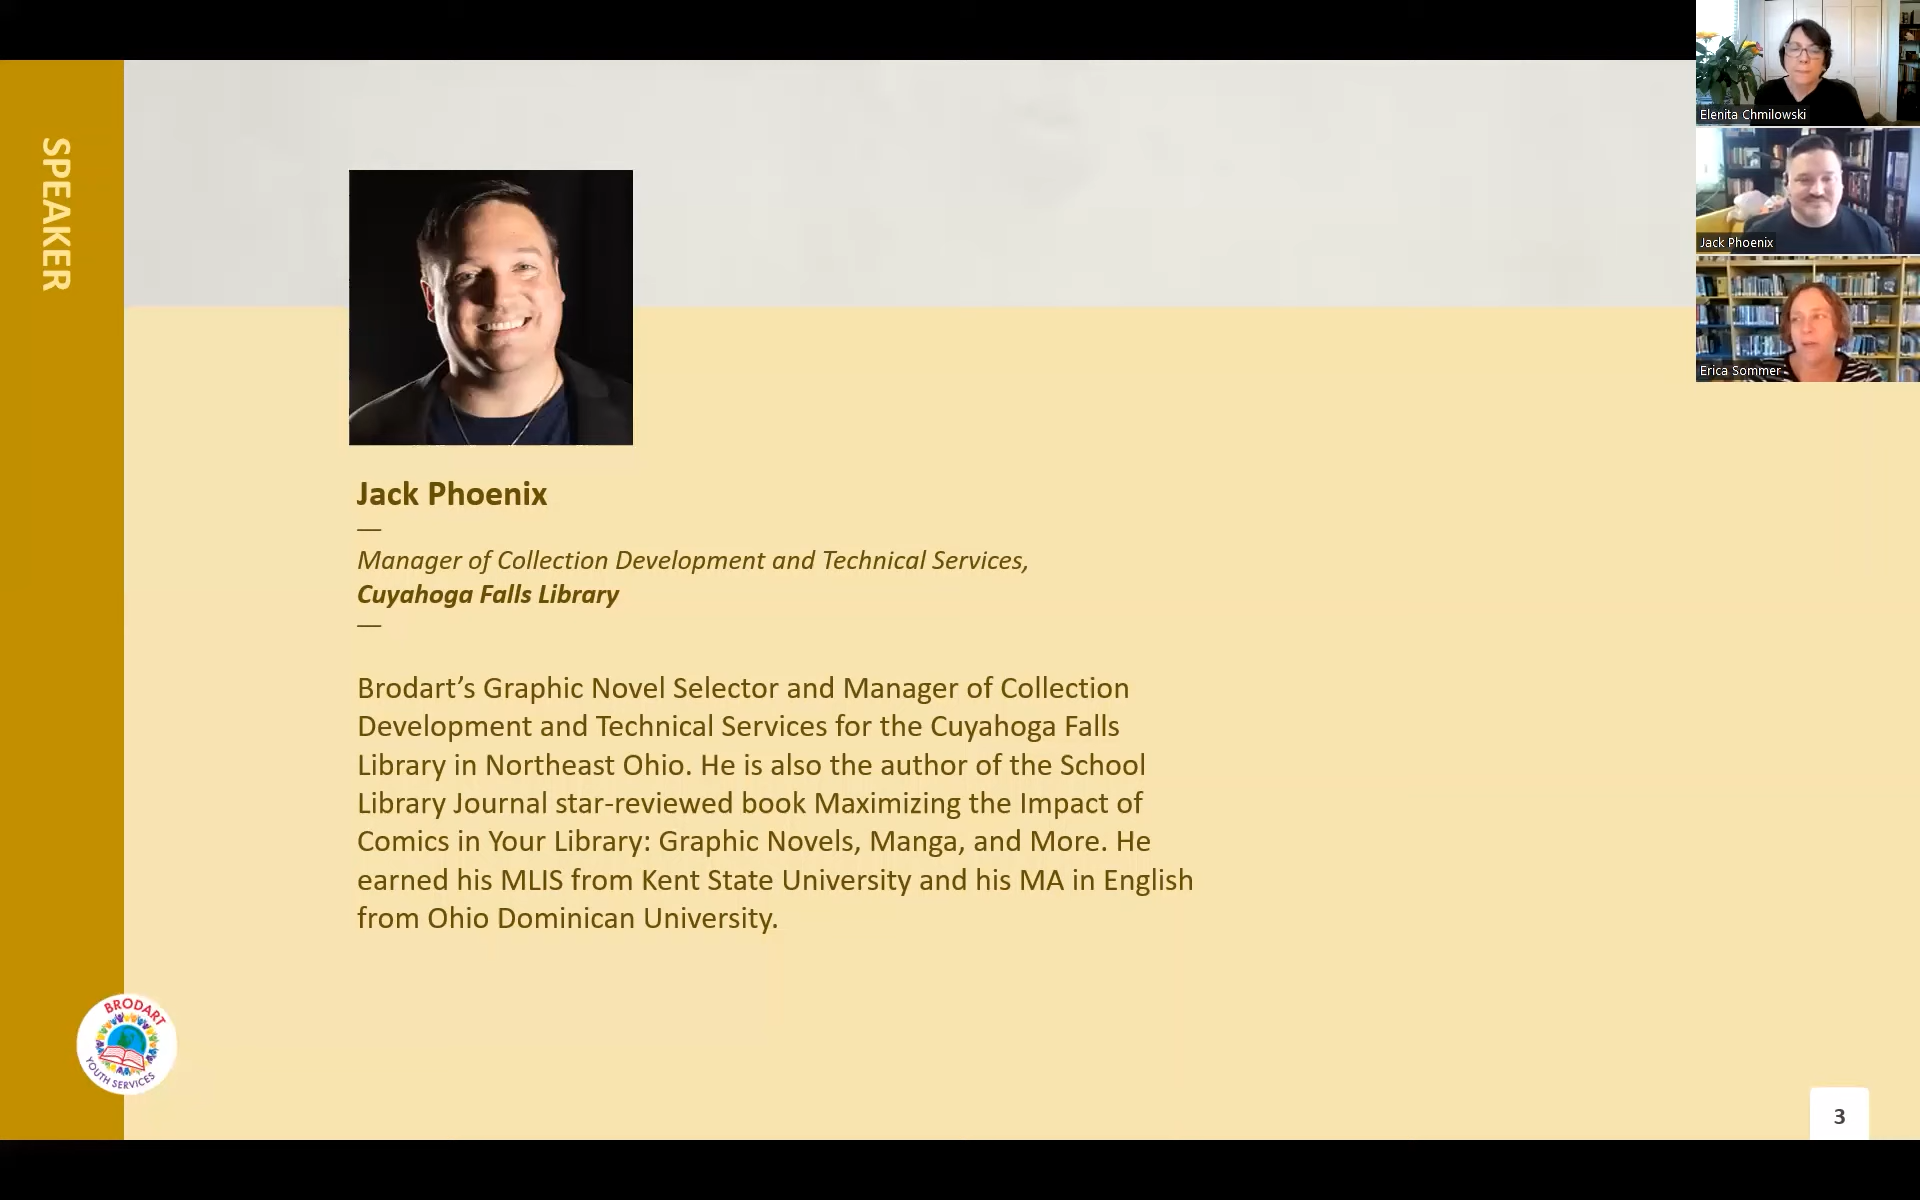 SPEAKER
Jack Phoenix
Manager of Collection Development and Technical Services,
Cuyahoga Falls Library
Brodart’s Graphic Novel Selector and Manager of Collection
Development and Technical Services for the Cuyahoga Falls
Library in Northeast Ohio. He is also the author of the School
Library Journal star-reviewed book Maximizing the Impact of
Comics in Your Library: Graphic Novels, Manga, and More. He
earned his MLIS from Kent State University and his MA in English
from Ohio Dominican University.
BRODART
YOUTH SERVICES
3
Elenita Chmilowski
Jack Phoenix
Erica Sommer